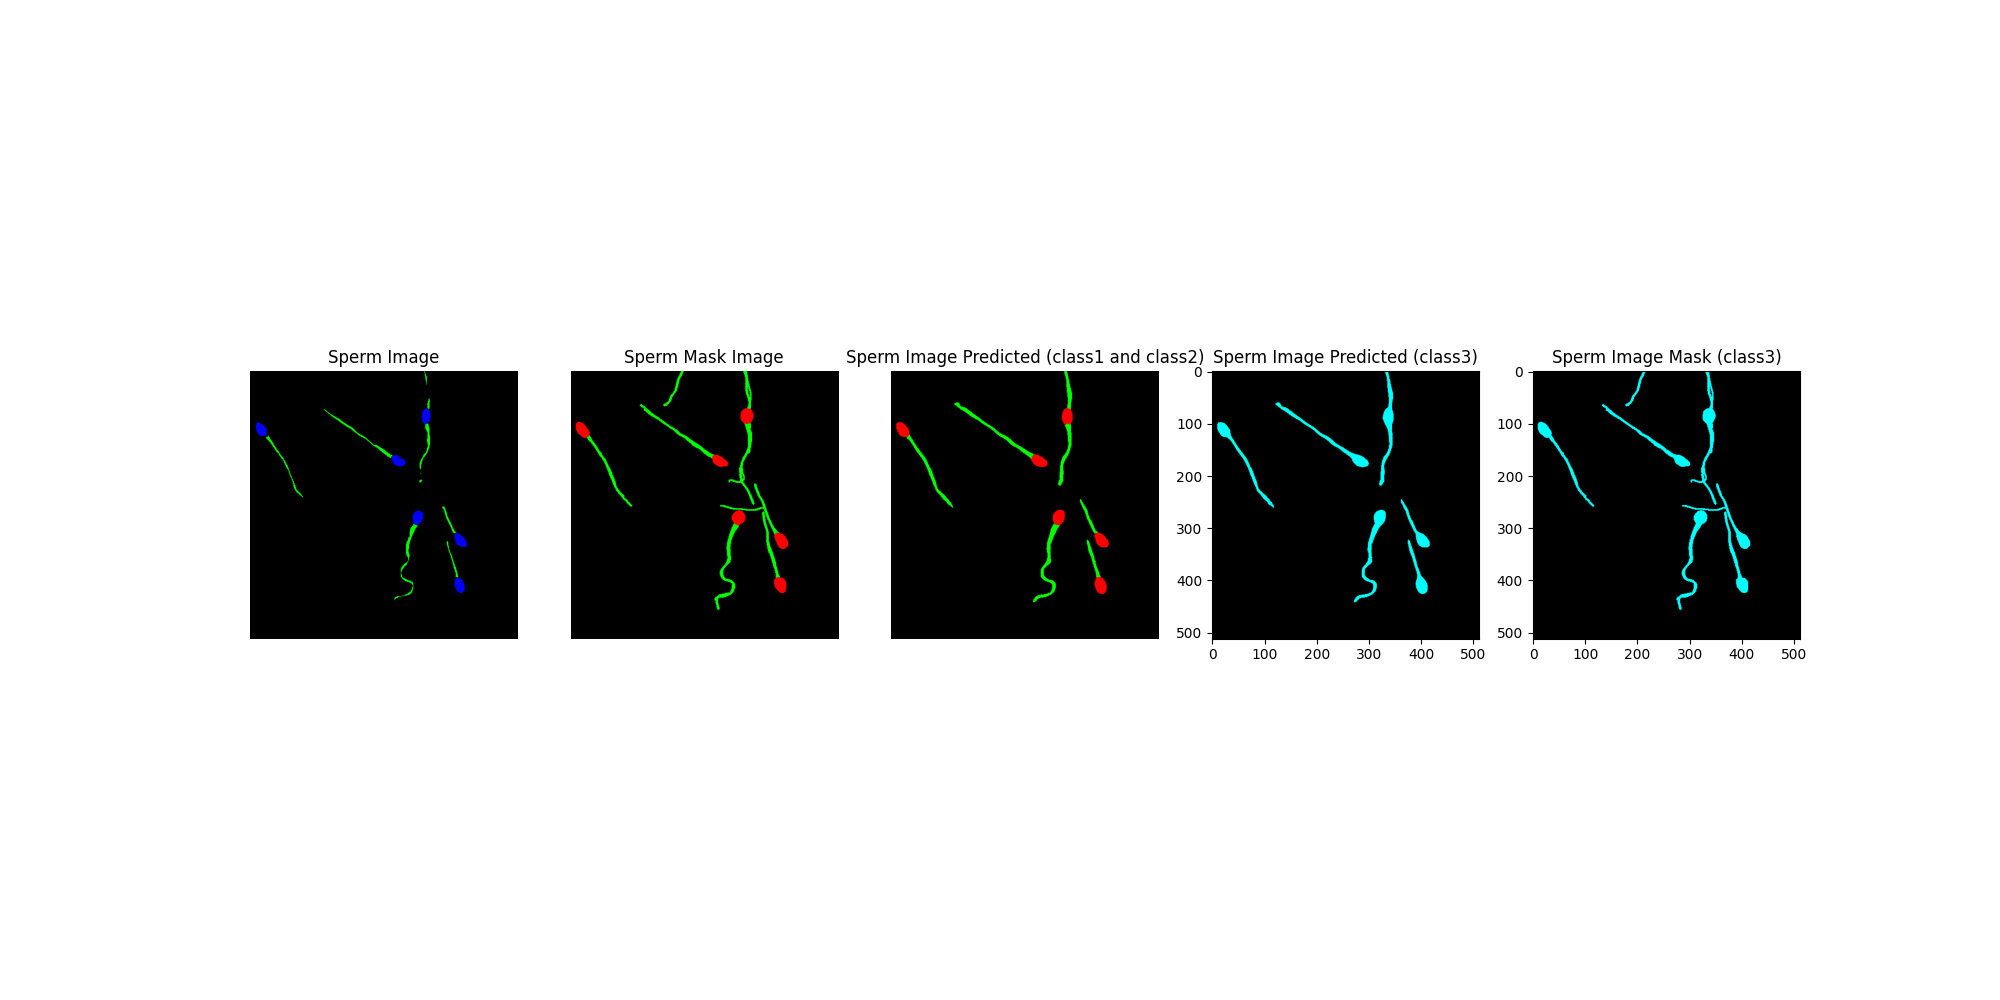 Sperm Image
Sperm Mask Image
Sperm Image Predicted (class1 and class2)
Sperm Image Predicted (class3)
Sperm Image Mask (class3)
0
100
200
300
400
500
0 100 200 300 400 500
0
100
200
300
400
500
0 100 200 300 400 500